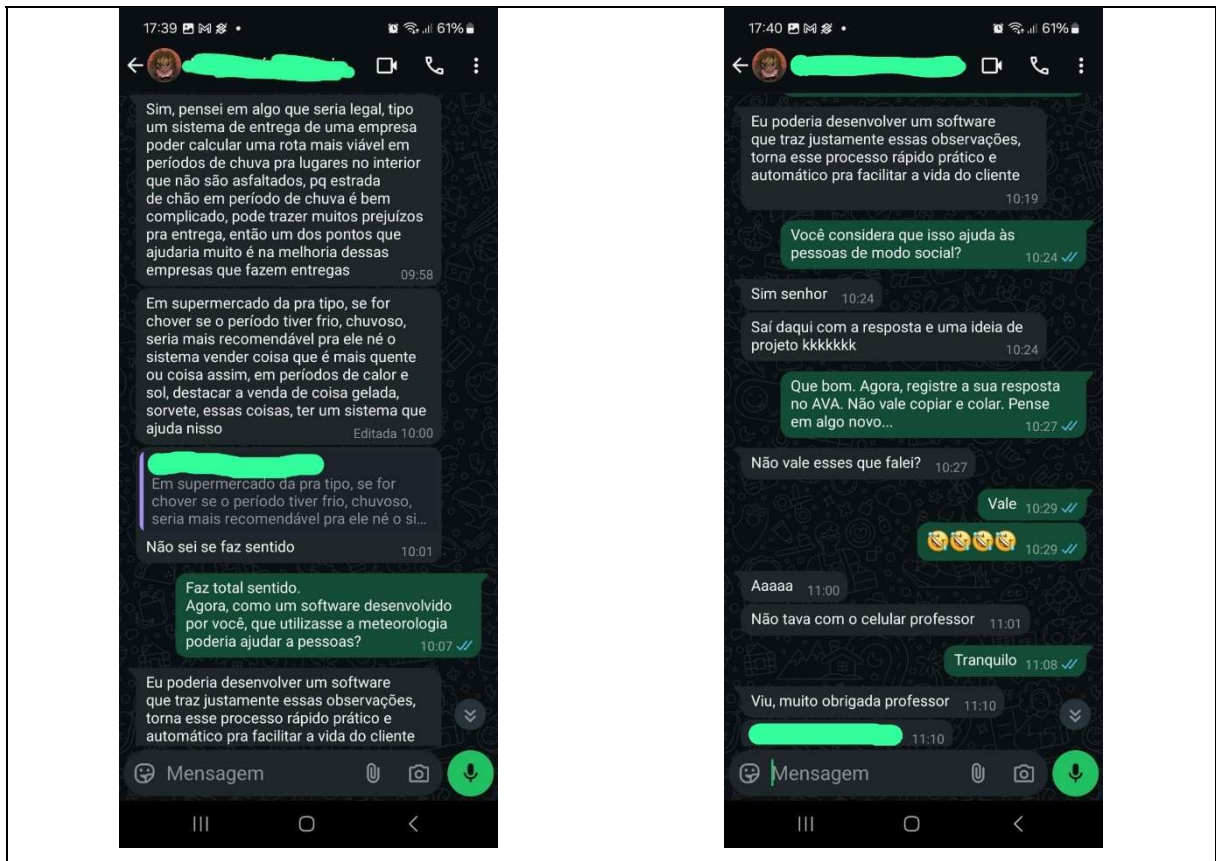 17:39
61%
Sim, pensei em algo que seria legal, tipo
um sistema de entrega de uma empresa
poder calcular uma rota mais viável em
períodos de chuva pra lugares no interior
que não são asfaltados, pq estrada
de chão em período de chuva é bem
complicado, pode trazer muitos prejuízos
pra entrega, então um dos pontos que
ajudaria muito é na melhoria dessas
empresas que fazem entregas 09:58
Em supermercado da pra tipo, se for
chover se o período tiver frio, chuvoso,
seria mais recomendável pra ele né o
sistema vender coisa que é mais quente
ou coisa assim, em períodos de calor e
sol, destacar a venda de coisa gelada,
sorvete, essas coisas, ter um sistema que
ajuda nisso Editada 10:00
Em supermercado da pra tipo, se for
chover se o período tiver frio, chuvoso,
seria mais recomendável pra ele né o si...
Não sei se faz sentido 10:01
Faz total sentido.
Agora, como um software desenvolvido
por você, que utilizasse a meteorologia
poderia ajudar a pessoas? 10:07
Eu poderia desenvolver um software
que traz justamente essas observações,
torna esse processo rápido prático e
automático pra facilitar a vida do cliente
Mensagem
17:40
61%
Eu poderia desenvolver um software
que traz justamente essas observações,
torna esse processo rápido prático e
automático pra facilitar a vida do cliente
10:19
Você considera que isso ajuda às
pessoas de modo social? 10:24
Sim senhor 10:24
Saí daqui com a resposta e uma ideia de
projeto kkkkkkk 10:24
Que bom. Agora, registre a sua resposta
no AVA. Não vale copiar e colar. Pense
em algo novo... 10:27
Não vale esses que falei? 10:27
Vale 10:29
🤣🤣🤣🤣 10:29
Aaaaa 11:00
Não tava com o celular professor 11:01
Tranquilo 11:08
Viu, muito obrigada professor 11:10
11:10
Mensagem